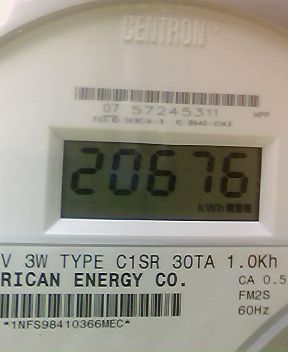 CENTRON®
07 57245311
HPP
20676
kWh
V 3W TYPE C1SR 30TA 1.0Kh
RICAN ENERGY CO.
CA 0.5
FM2S
60Hz
*1NFS98410366MEC*